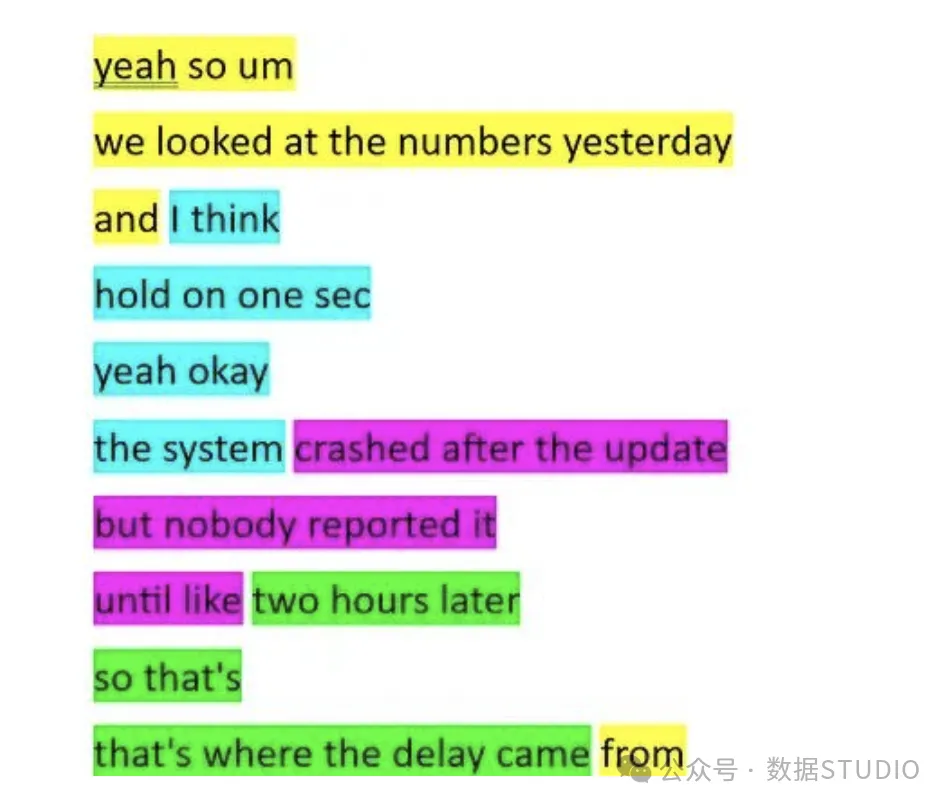 yeah so um
we looked at the numbers yesterday
and I think
hold on one sec
yeah okay
the system crashed after the update
but nobody reported it
until like two hours later
so that's
that's where the delay came from
公众号 · 数据STUDIO